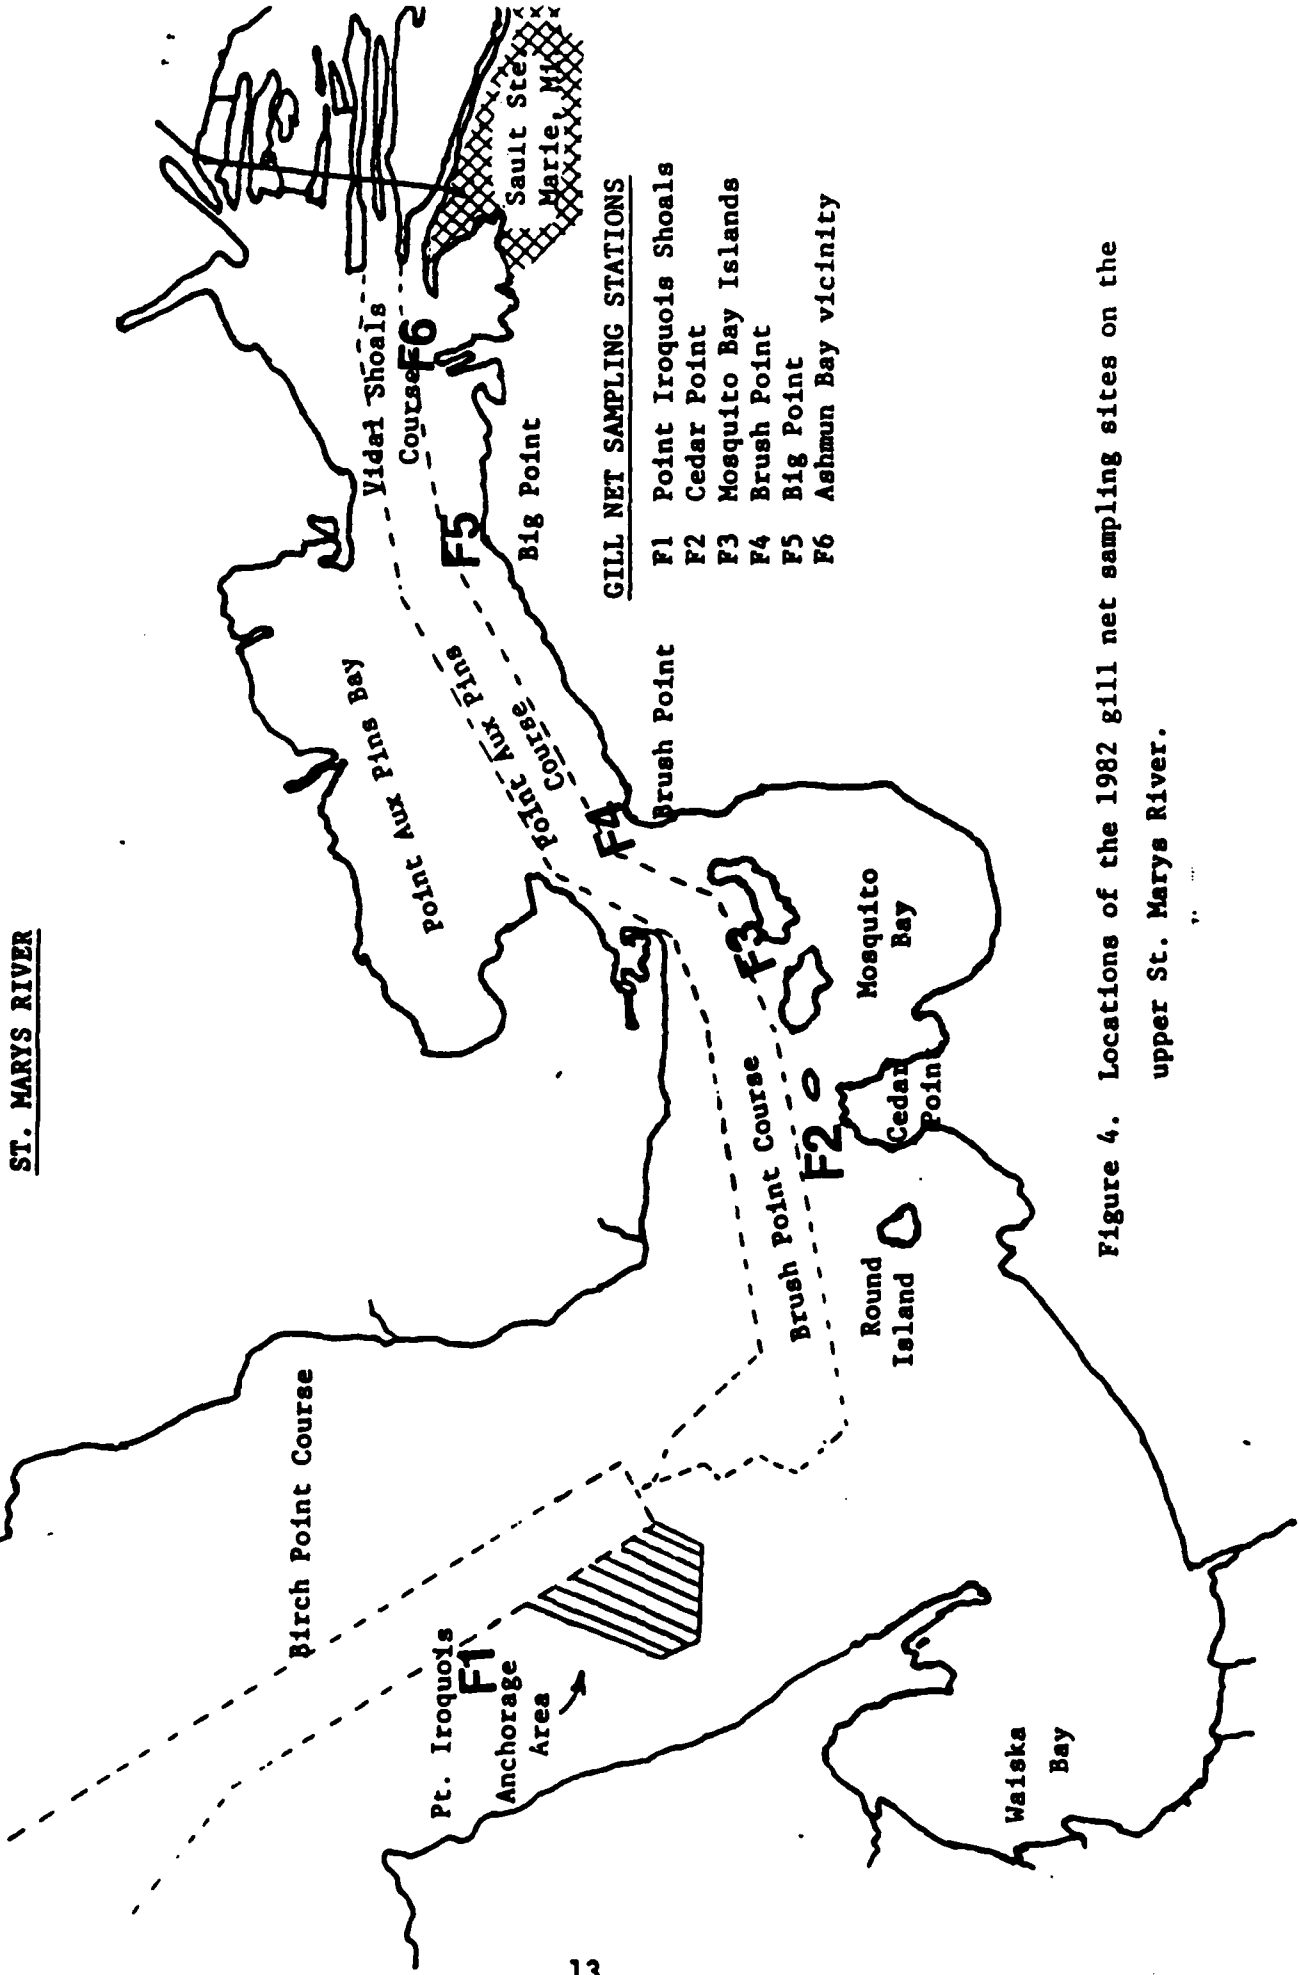 ST. MARYS RIVER
Birch Point Course
Pt. Iroquois
F1
Anchorage
Area
Waiska
Bay
Round
Island
Brush Point Course
F2
Cedar
Point
Mosquito
Bay
F3
F4
Brush Point
Point Aux Pins Bay
Point Aux Pins
Course
F5
Big Point
Vidal Shoals
Course
F6
Sault Ste.
Marie, MI
GILL NET SAMPLING STATIONS
F1 Point Iroquois Shoals
F2 Cedar Point
F3 Mosquito Bay Islands
F4 Brush Point
F5 Big Point
F6 Ashmun Bay vicinity
Figure 4. Locations of the 1982 gill net sampling sites on the
upper St. Marys River.
13